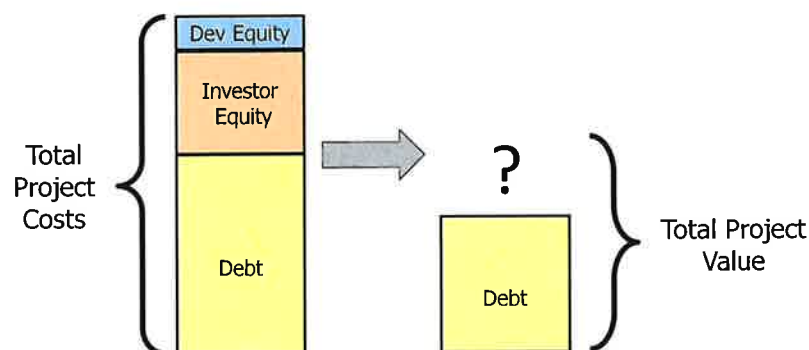 Dev Equity
Investor
Equity
Total
Project
Costs
Debt
?
Debt
Total Project
Value